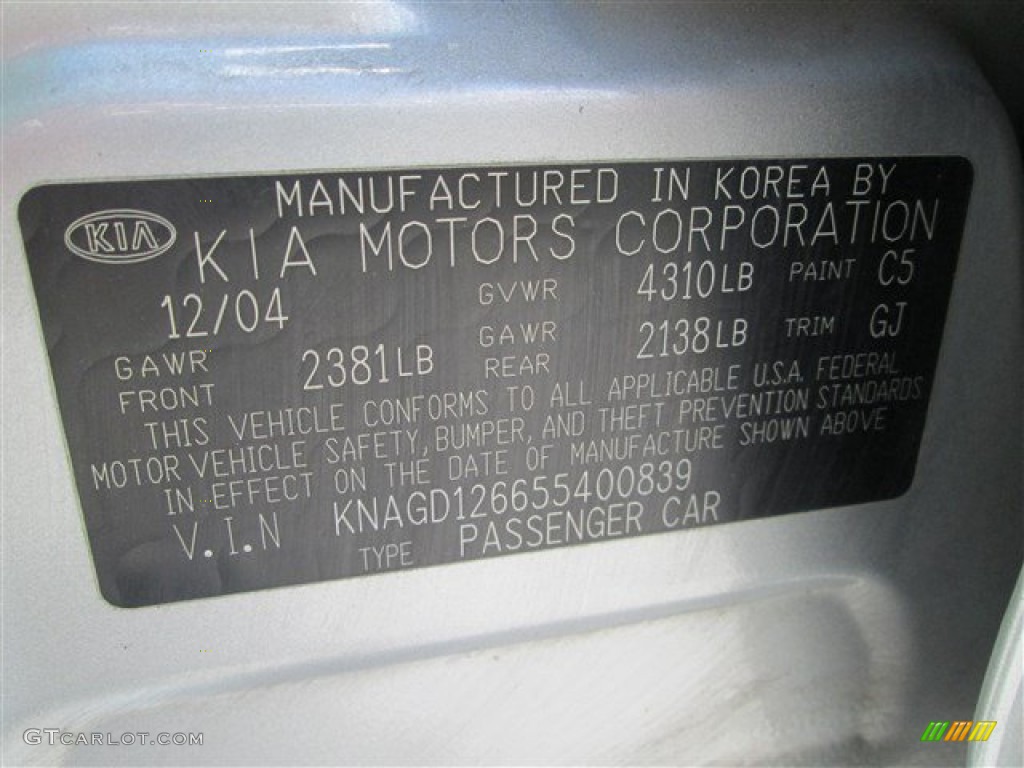 MANUFACTURED IN KOREA BY
KIA KIA MOTORS CORPORATION
12/04 GVWR 4310LB PAINT C5
GAWR FRONT 2381LB GAWR REAR 2138LB TRIM GJ
THIS VEHICLE CONFORMS TO ALL APPLICABLE U.S.A. FEDERAL
MOTOR VEHICLE SAFETY, BUMPER, AND THEFT PREVENTION STANDARDS
IN EFFECT ON THE DATE OF MANUFACTURE SHOWN ABOVE
V.I.N KNAGD126655400839
TYPE PASSENGER CAR
GTCARLOT.COM